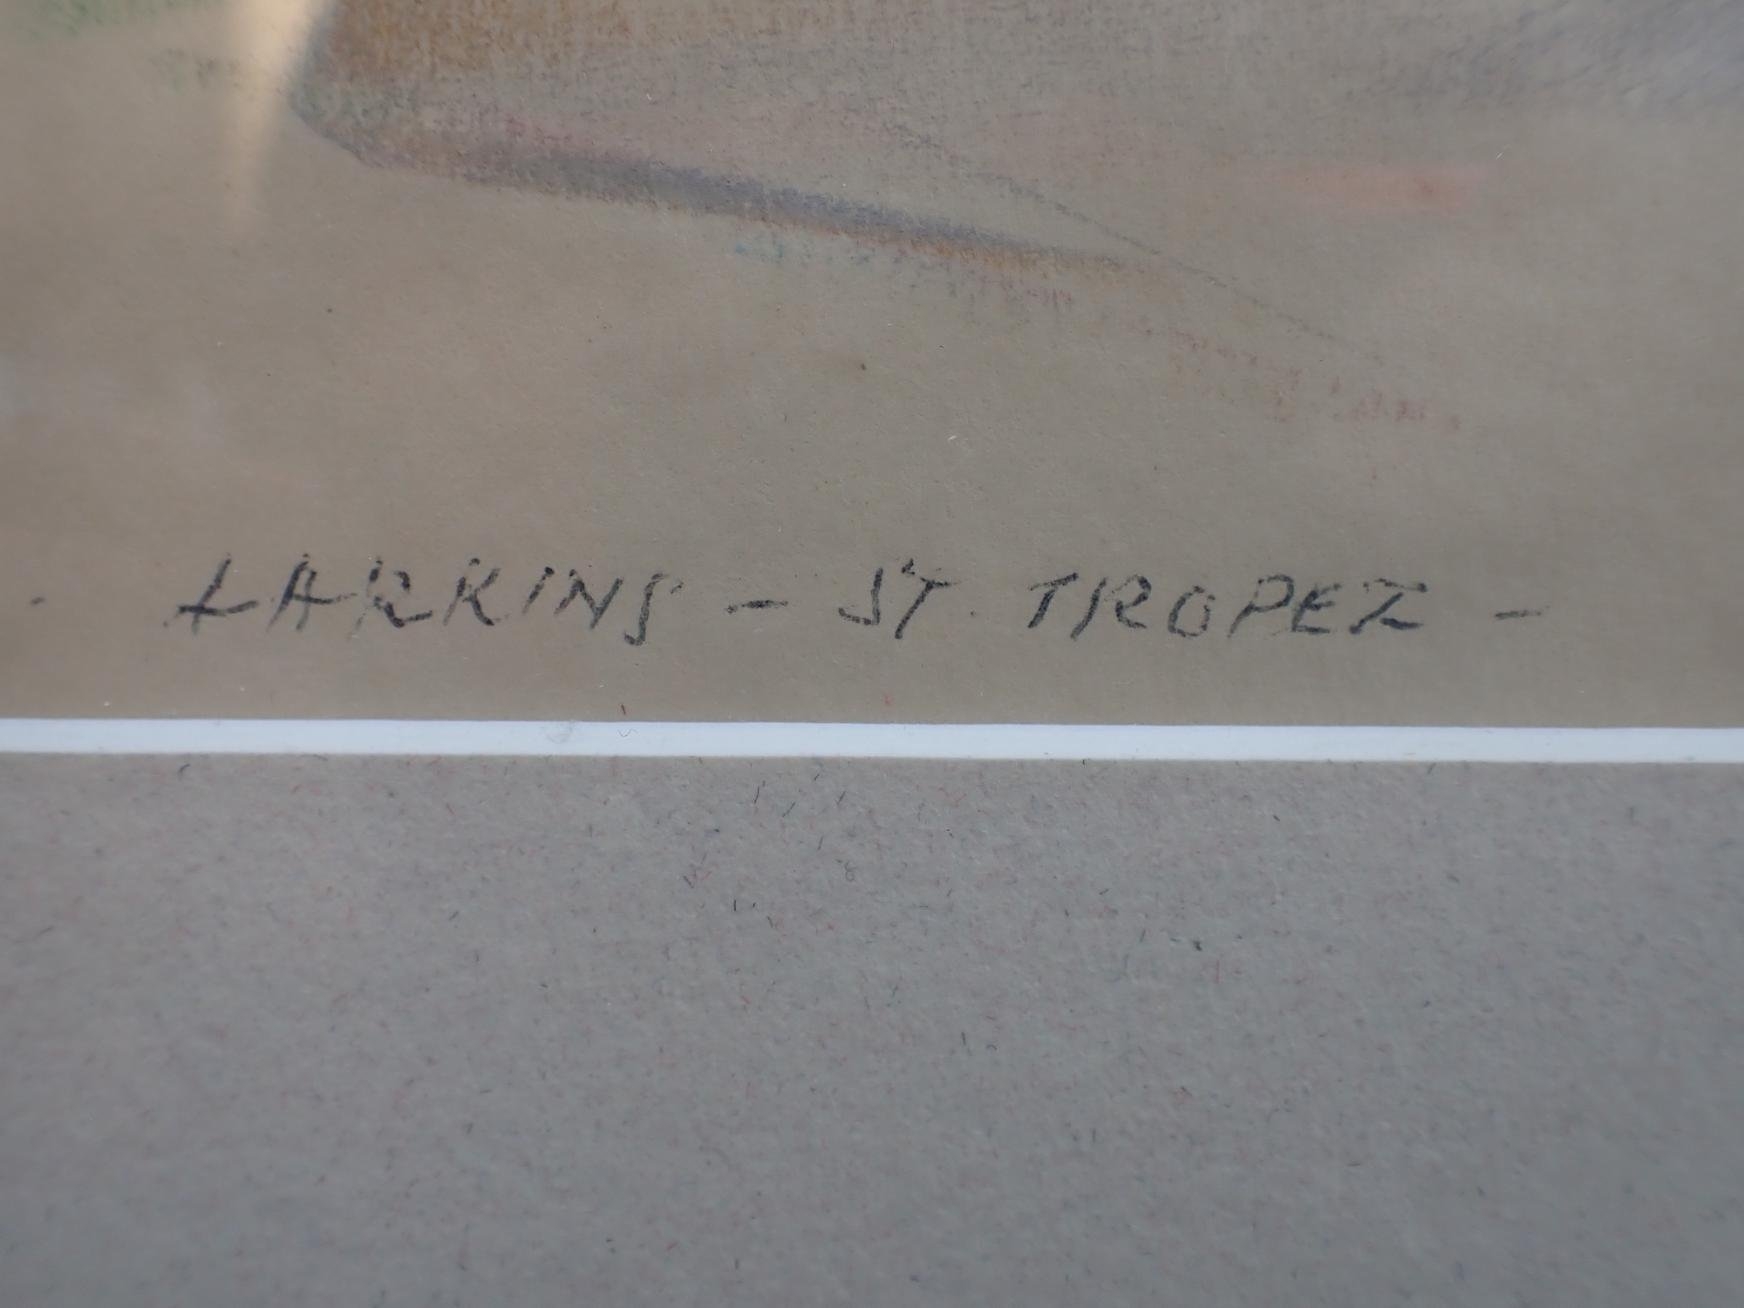 LARKINS - ST. TROPEZ -